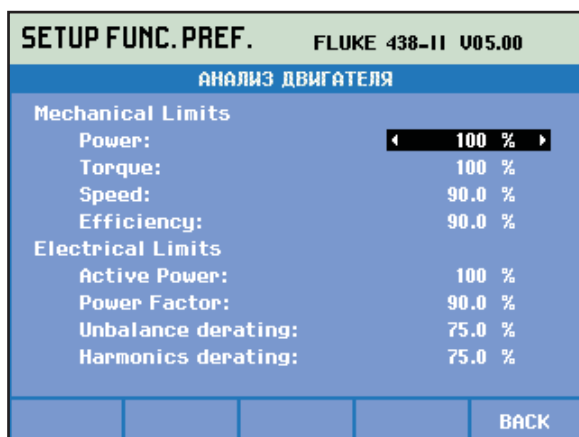 SETUP FUNC. PREF. FLUKE 438-II V05.00
АНАЛИЗ ДВИГАТЕЛЯ
Mechanical Limits
Power: 100 %
Torque: 100 %
Speed: 90.0 %
Efficiency: 90.0 %
Electrical Limits
Active Power: 100 %
Power Factor: 90.0 %
Unbalance derating: 75.0 %
Harmonics derating: 75.0 %
BACK